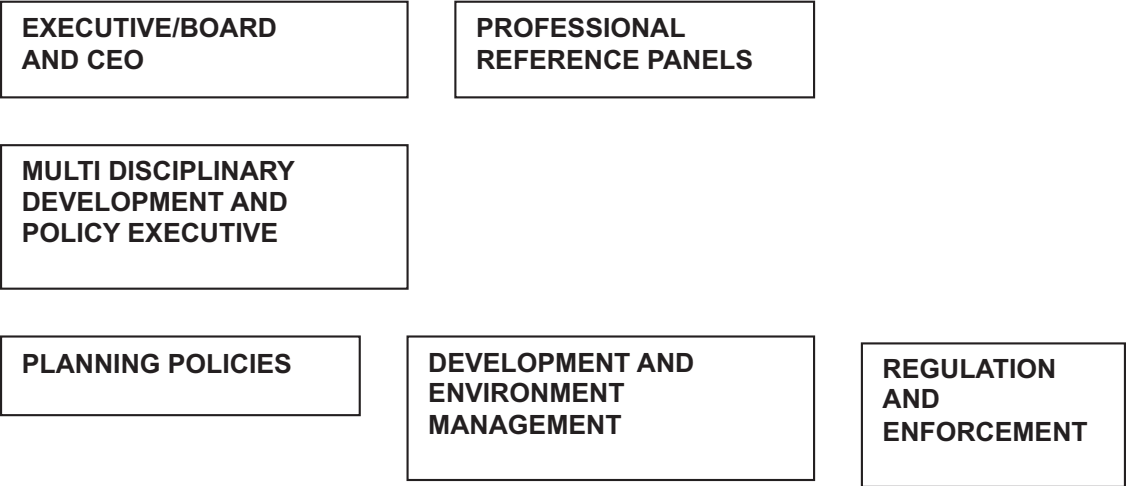 EXECUTIVE/BOARD
AND CEO
PROFESSIONAL
REFERENCE PANELS
MULTI DISCIPLINARY
DEVELOPMENT AND
POLICY EXECUTIVE
PLANNING POLICIES
DEVELOPMENT AND
ENVIRONMENT
MANAGEMENT
REGULATION
AND
ENFORCEMENT